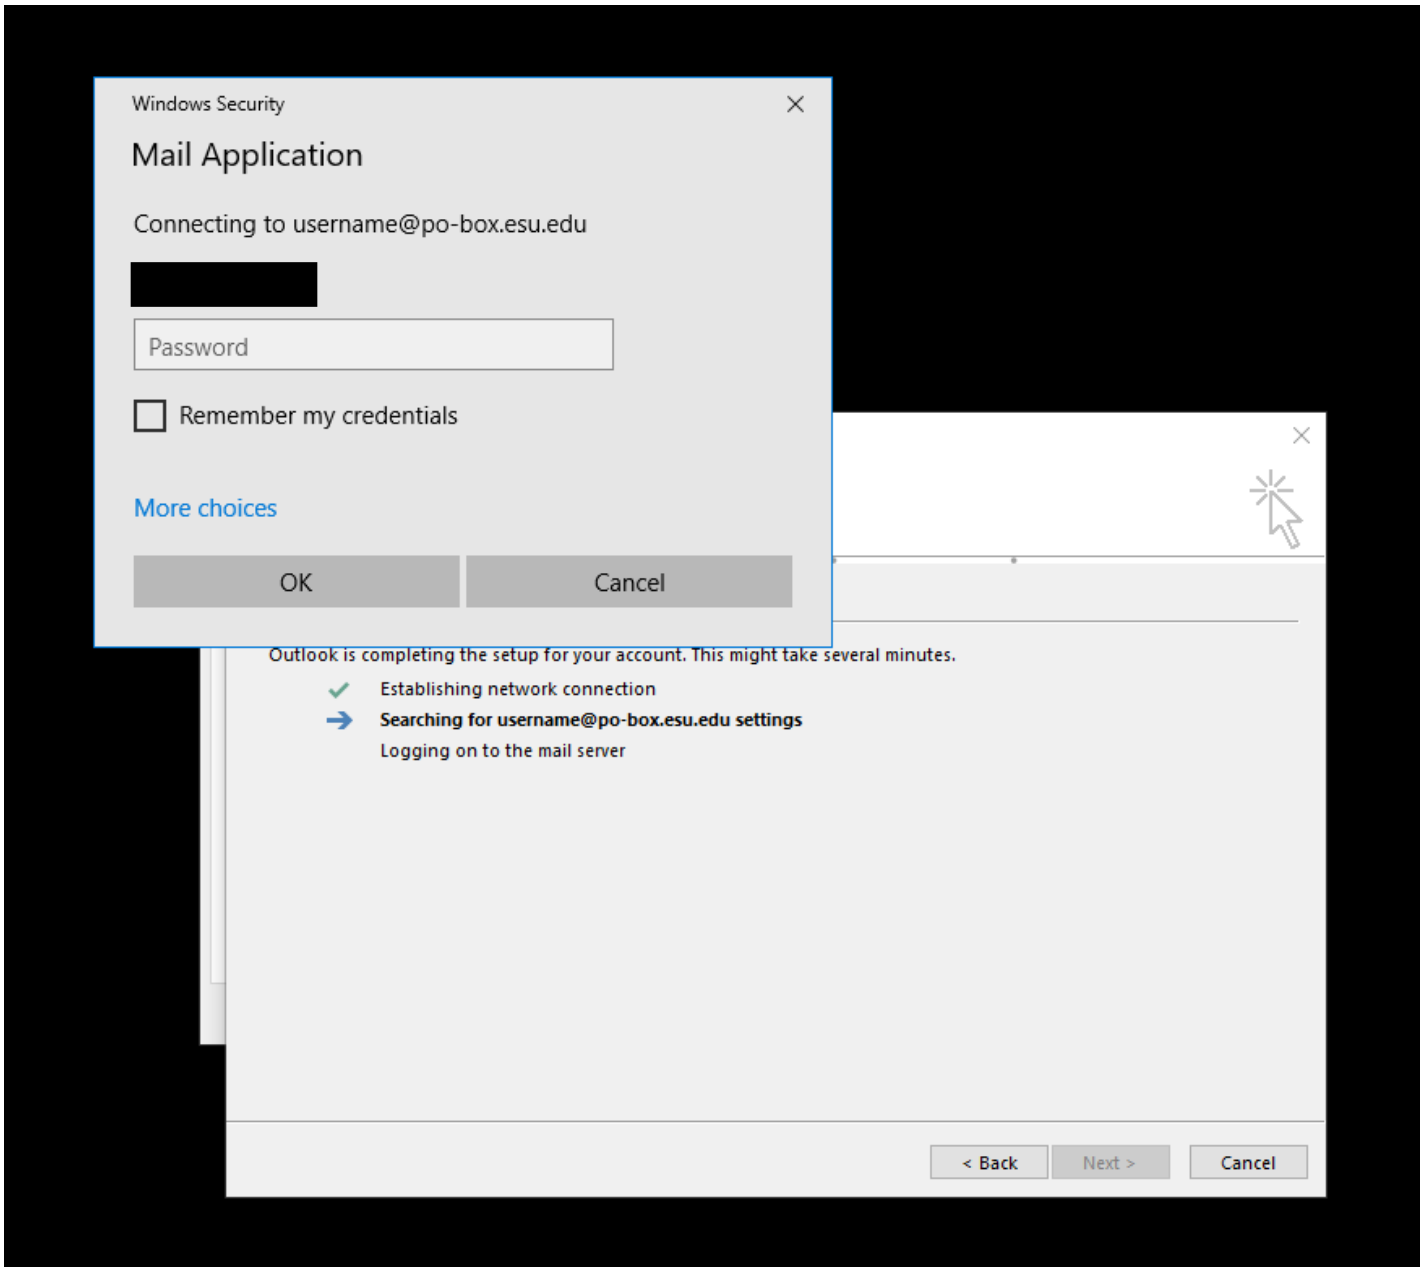 Windows Security
Mail Application
Connecting to username@po-box.esu.edu
Password
Remember my credentials
More choices
OK Cancel
Outlook is completing the setup for your account. This might take several minutes.
Establishing network connection
Searching for username@po-box.esu.edu settings
Logging on to the mail server
< Back Next > Cancel